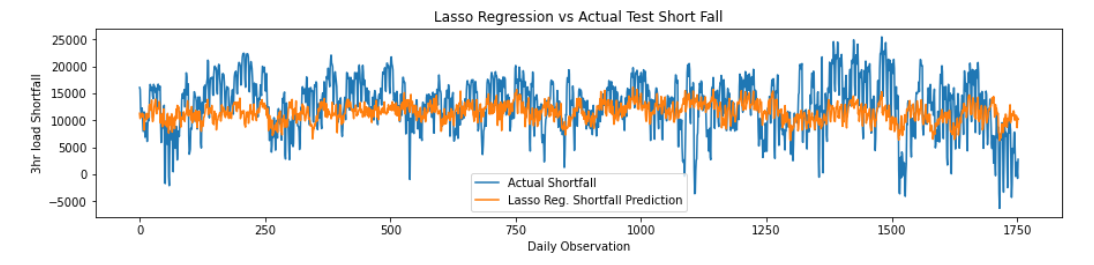 Lasso Regression vs Actual Test Short Fall
25000
20000
15000
10000
5000
0
−5000
3hr load Shortfall
Actual Shortfall
Lasso Reg. Shortfall Prediction
0 250 500 750 1000 1250 1500 1750
Daily Observation